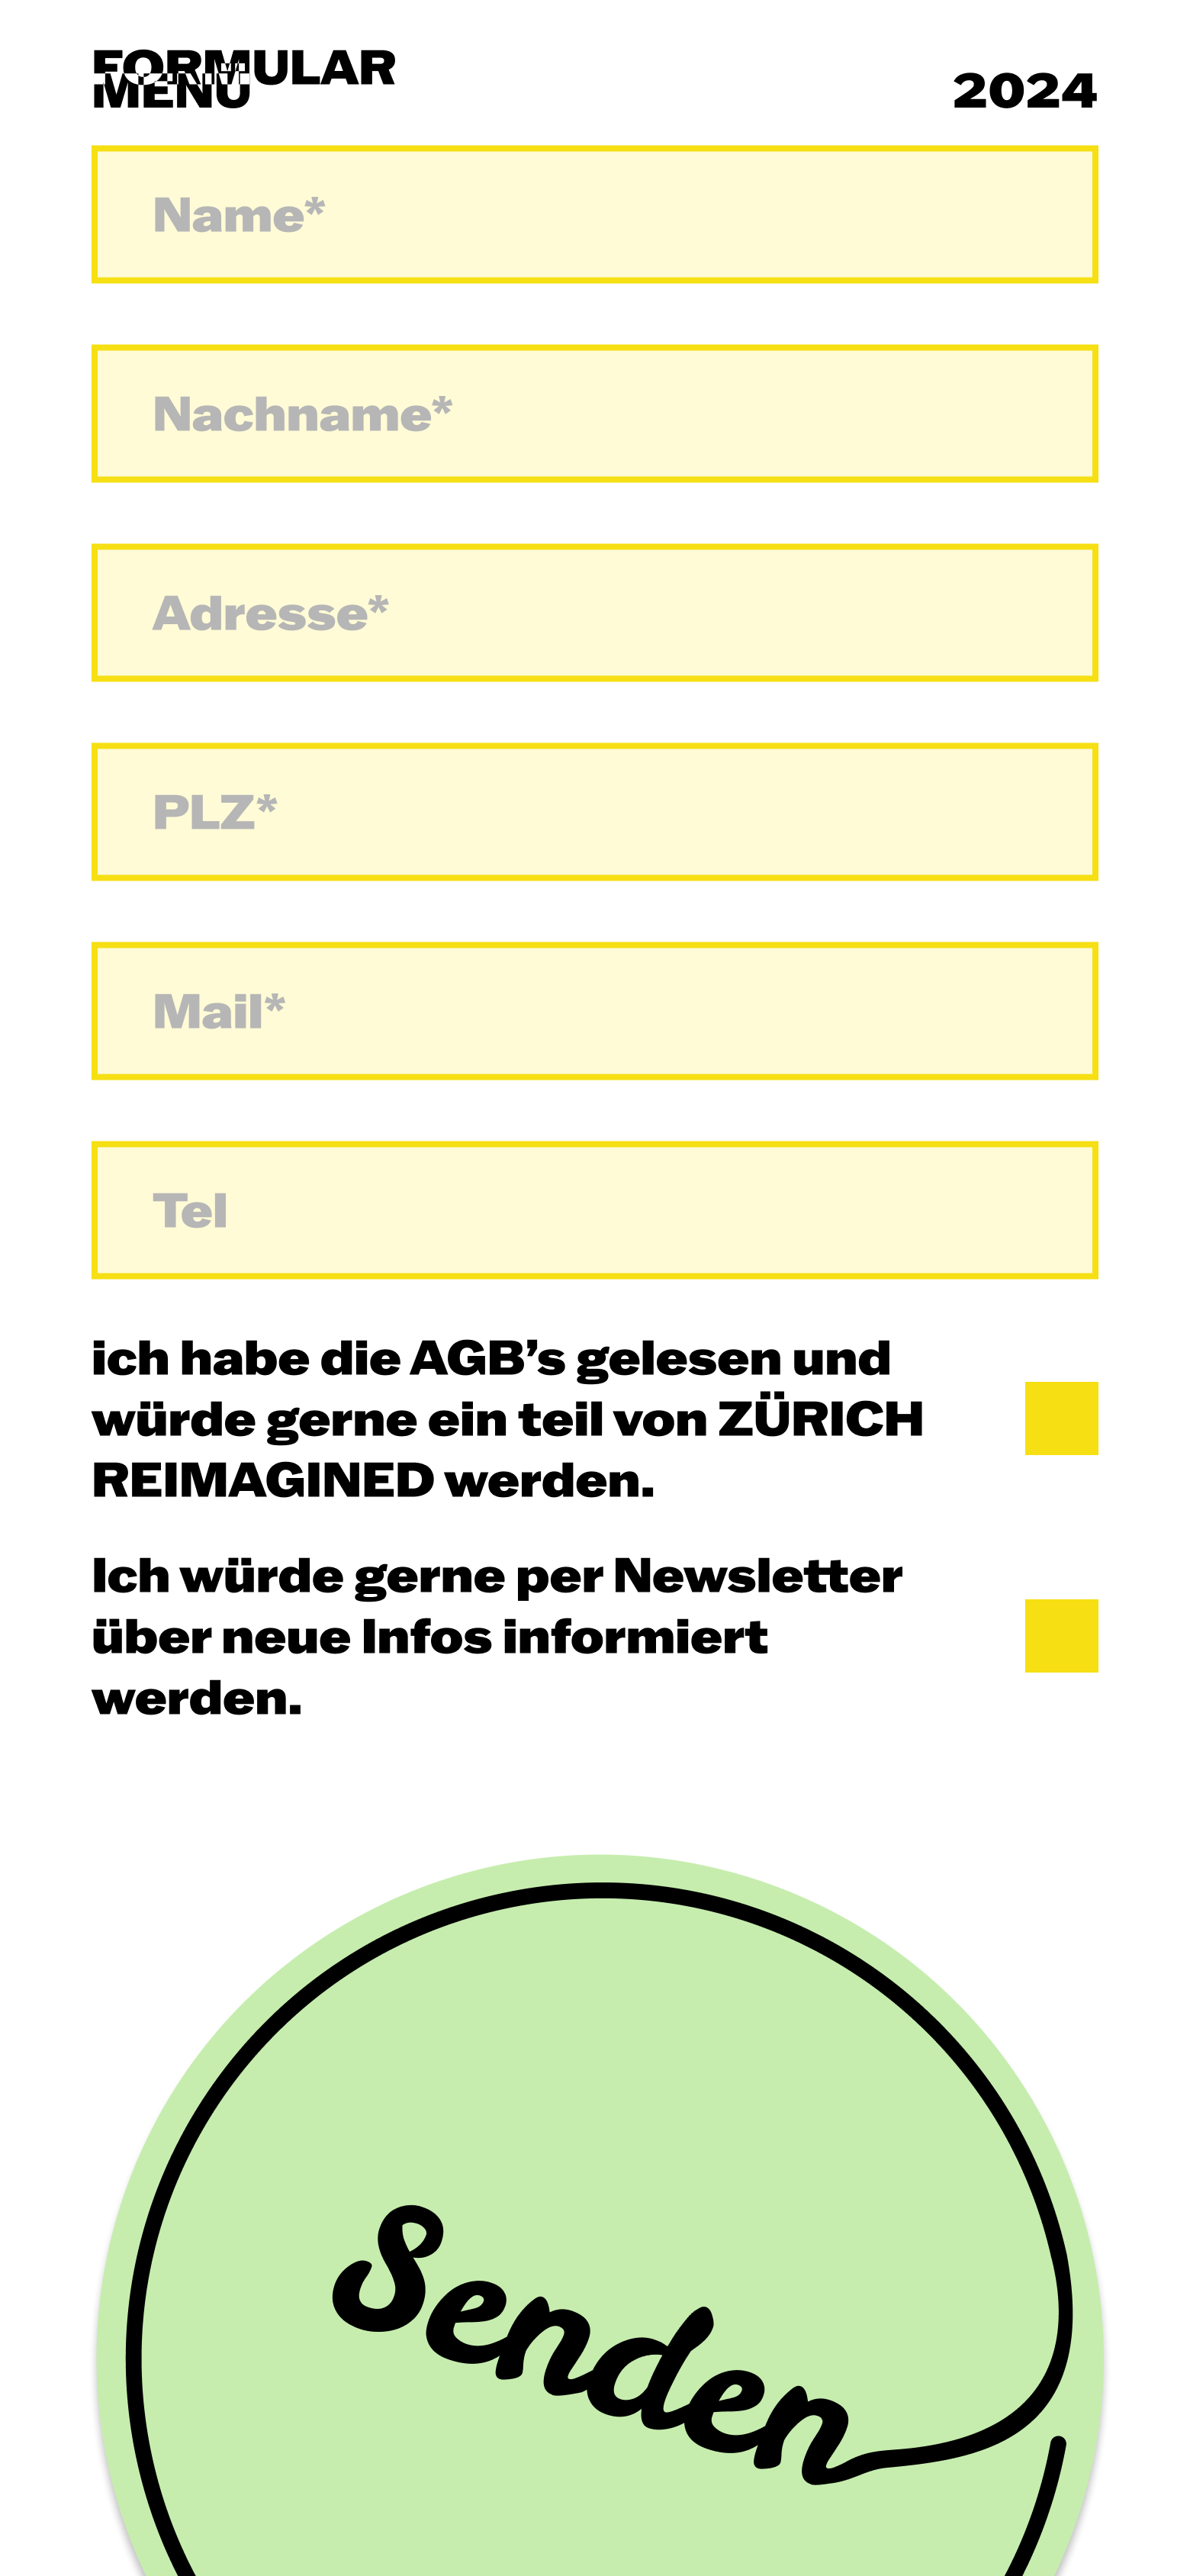 FORMULAR
MENU
2024
Name*
Nachname*
Adresse*
PLZ*
Mail*
Tel
ich habe die AGB’s gelesen und
würde gerne ein teil von ZÜRICH
REIMAGINED werden.
Ich würde gerne per Newsletter
über neue Infos informiert
werden.
Senden